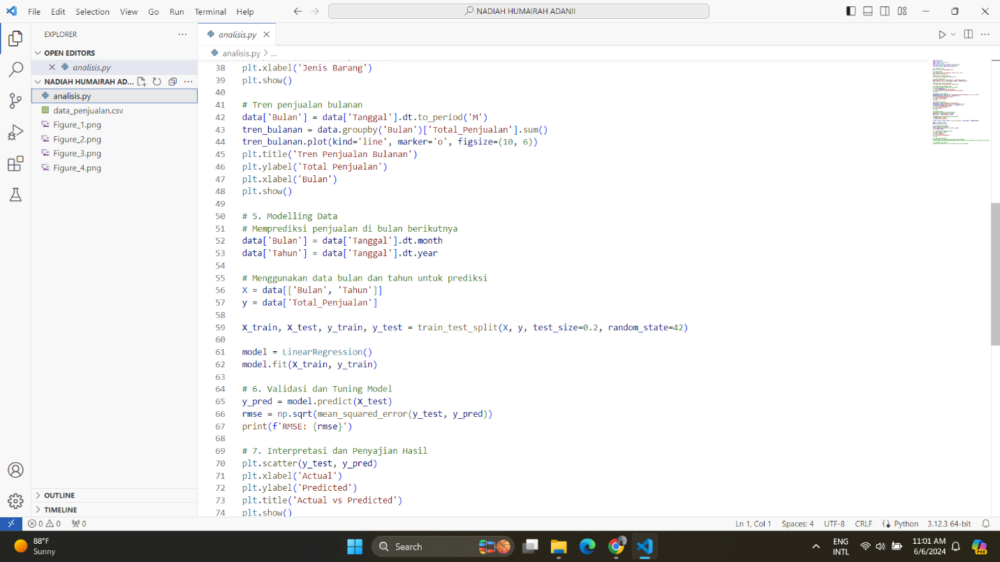 File Edit Selection View Go Run Terminal Help
NADIAH HUMAIRAH ADANII
EXPLORER
OPEN EDITORS
analisis.py
NADIAH HUMAIRAH AD...
analisis.py
data_penjualan.csv
Figure_1.png
Figure_2.png
Figure_3.png
Figure_4.png
OUTLINE
TIMELINE
analisis.py
analisis.py > ...
38 plt.xlabel('Jenis Barang')
39 plt.show()
40
41 # Tren penjualan bulanan
42 data['Bulan'] = data['Tanggal'].dt.to_period('M')
43 tren_bulanan = data.groupby('Bulan')['Total_Penjualan'].sum()
44 tren_bulanan.plot(kind='line', marker='o', figsize=(10, 6))
45 plt.title('Tren Penjualan Bulanan')
46 plt.ylabel('Total Penjualan')
47 plt.xlabel('Bulan')
48 plt.show()
49
50 # 5. Modelling Data
51 # Memprediksi penjualan di bulan berikutnya
52 data['Bulan'] = data['Tanggal'].dt.month
53 data['Tahun'] = data['Tanggal'].dt.year
54
55 # Menggunakan data bulan dan tahun untuk prediksi
56 X = data[['Bulan', 'Tahun']]
57 y = data['Total_Penjualan']
58
59 X_train, X_test, y_train, y_test = train_test_split(X, y, test_size=0.2, random_state=42)
60
61 model = LinearRegression()
62 model.fit(X_train, y_train)
63
64 # 6. Validasi dan Tuning Model
65 y_pred = model.predict(X_test)
66 rmse = np.sqrt(mean_squared_error(y_test, y_pred))
67 print(f'RMSE: {rmse}')
68
69 # 7. Interpretasi dan Penyajian Hasil
70 plt.scatter(y_test, y_pred)
71 plt.xlabel('Actual')
72 plt.ylabel('Predicted')
73 plt.title('Actual vs Predicted')
74 plt.show()
0 0 0
Ln 1, Col 1 Spaces: 4 UTF-8 CRLF Python 3.12.3 64-bit
88°F
Sunny
Search
ENG
INTL
11:01 AM
6/6/2024
PRE